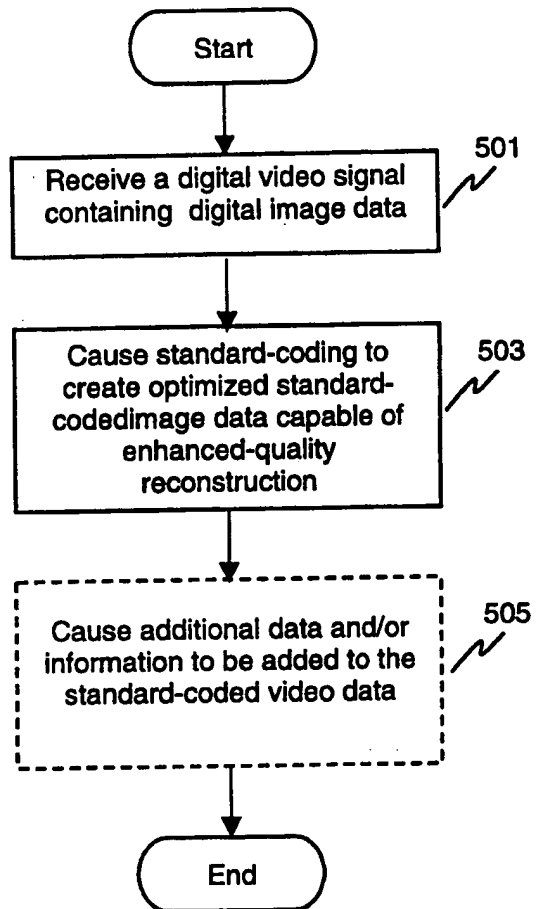 Start
501
Receive a digital video signal
containing digital image data
503
Cause standard-coding to
create optimized standard-
codedimage data capable of
enhanced-quality
reconstruction
505
Cause additional data and/or
information to be added to the
standard-coded video data
End